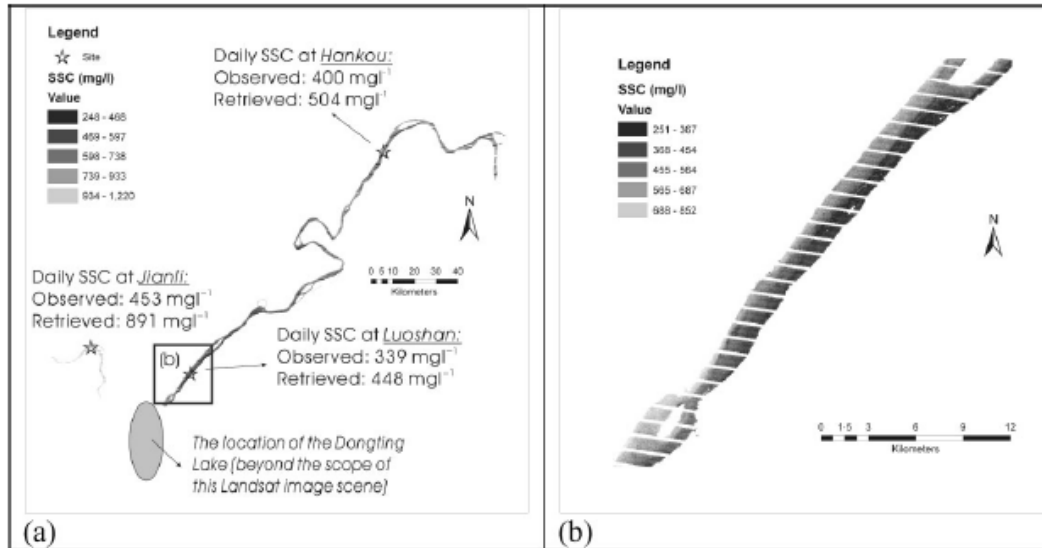 Legend
Site
SSC (mg/l)
Value
248 - 468
469 - 597
598 - 738
739 - 933
934 - 1,220
Daily SSC at Hankou:
Observed: 400 mgl⁻¹
Retrieved: 504 mgl⁻¹
N
0 5 10 20 30 40
Kilometers
Daily SSC at Jianli:
Observed: 453 mgl⁻¹
Retrieved: 891 mgl⁻¹
(b)
Daily SSC at Luoshan:
Observed: 339 mgl⁻¹
Retrieved: 448 mgl⁻¹
The location of the Dongting
Lake (beyond the scope of
this Landsat image scene)
(a)
Legend
SSC (mg/l)
Value
251 - 367
368 - 454
455 - 564
565 - 687
688 - 852
N
0 1.5 3 6 9 12
Kilometers
(b)